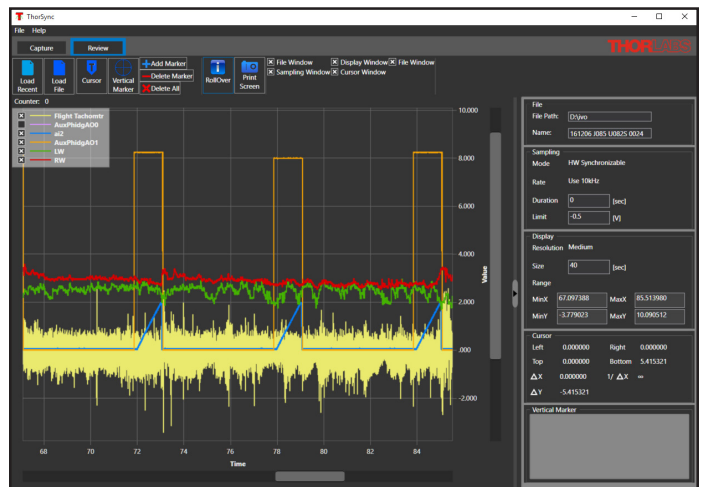 ThorSync
File Help
Capture Review
THORLABS
Load Recent
Load File
Cursor
Vertical Marker
Add Marker
Delete Marker
Delete All
RollOver
Print Screen
File Window Display Window File Window
Sampling Window Cursor Window
Counter: 0
Flight Tachomtr
AuxPhidgAO0
ai2
AuxPhidgAO1
LW
RW
10.000
8.000
6.000
4.000
2.000
.000
-2.000
Value
68 70 72 74 76 78 80 82 84
Time
File
File Path: D:\ivo
Name: 161206 J085 U082S 0024
Sampling
Mode HW Synchronizable
Rate Use 10kHz
Duration 0 [sec]
Limit -0.5 [V]
Display
Resolution Medium
Size 40 [sec]
Range
MinX 67.097388 MaxX 85.513980
MinY -3.779023 MaxY 10.090512
Cursor
Left 0.000000 Right 0.000000
Top 0.000000 Bottom 5.415321
ΔX 0.000000 1/ ΔX ∞
ΔY -5.415321
Vertical Marker